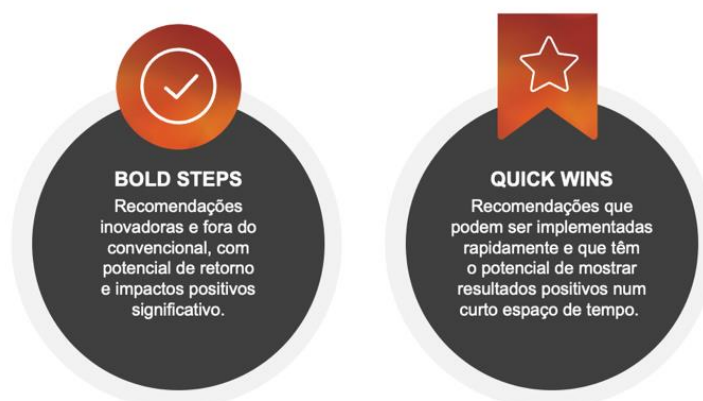 BOLD STEPS
Recomendações
inovadoras e fora do
convencional, com
potencial de retorno
e impactos positivos
significativo.
QUICK WINS
Recomendações que
podem ser implementadas
rapidamente e que têm
o potencial de mostrar
resultados positivos num
curto espaço de tempo.